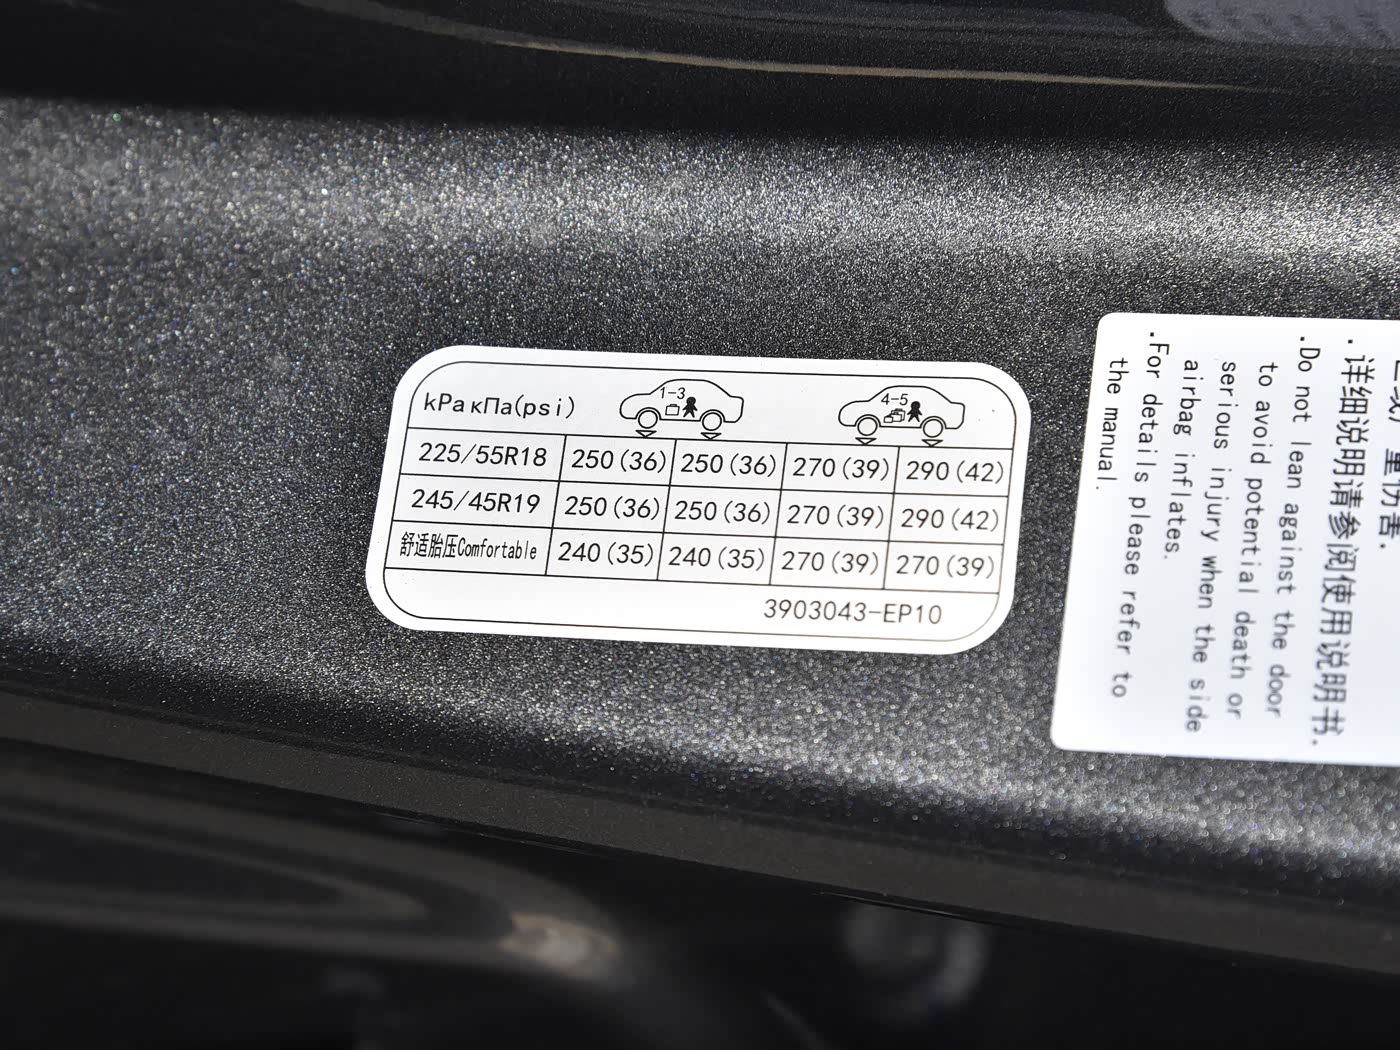 kPa кПа(psi) 1-3 4-5
225/55R18 250(36) 250(36) 270(39) 290(42)
245/45R19 250(36) 250(36) 270(39) 290(42)
舒适胎压Comfortable 240(35) 240(35) 270(39) 270(39)
3903043-EP10
重伤害.
.详细说明请参阅使用说明书.
.Do not lean against the door
to avoid potential death or
serious injury when the side
airbag inflates.
.For details please refer to
the manual.